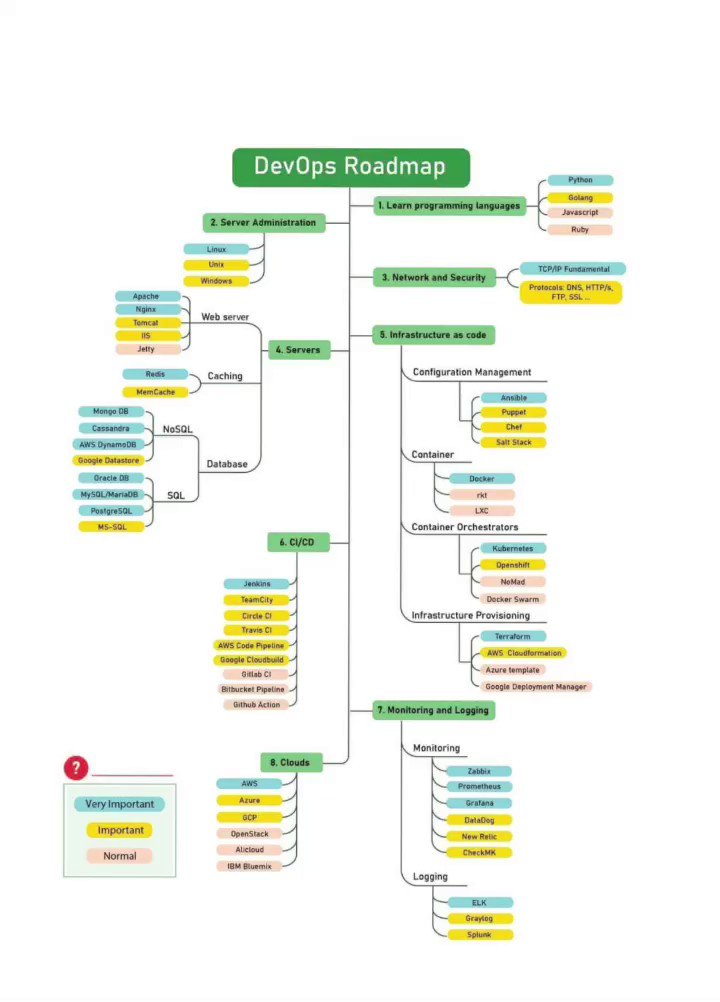 DevOps Roadmap
1. Learn programming languages
Python
Golang
Javascript
Ruby
2. Server Administration
Linux
Unix
Windows
3. Network and Security
TCP/IP Fundamental
Protocols: DNS, HTTP/s,
FTP, SSL ...
4. Servers
Web server
Apache
Nginx
Tomcat
IIS
Jetty
Caching
Redis
MemCache
Database
NoSQL
Mongo DB
Cassandra
AWS DynamoDB
Google Datastore
SQL
Oracle DB
MySQL/MariaDB
PostgreSQL
MS-SQL
5. Infrastructure as code
Configuration Management
Ansible
Puppet
Chef
Salt Stack
Container
Docker
rkt
LXC
Container Orchestrators
Kubernetes
Openshift
NoMad
Docker Swarm
Infrastructure Provisioning
Terraform
AWS Cloudformation
Azure template
Google Deployment Manager
6. CI/CD
Jenkins
TeamCity
Circle CI
Travis CI
AWS Code Pipeline
Google Cloudbuild
Gitlab CI
Bitbucket Pipeline
Github Action
7. Monitoring and Logging
Monitoring
Zabbix
Prometheus
Grafana
DataDog
New Relic
CheckMK
Logging
ELK
Graylog
Splunk
8. Clouds
AWS
Azure
GCP
OpenStack
Alicloud
IBM Bluemix
?
Very Important
Important
Normal